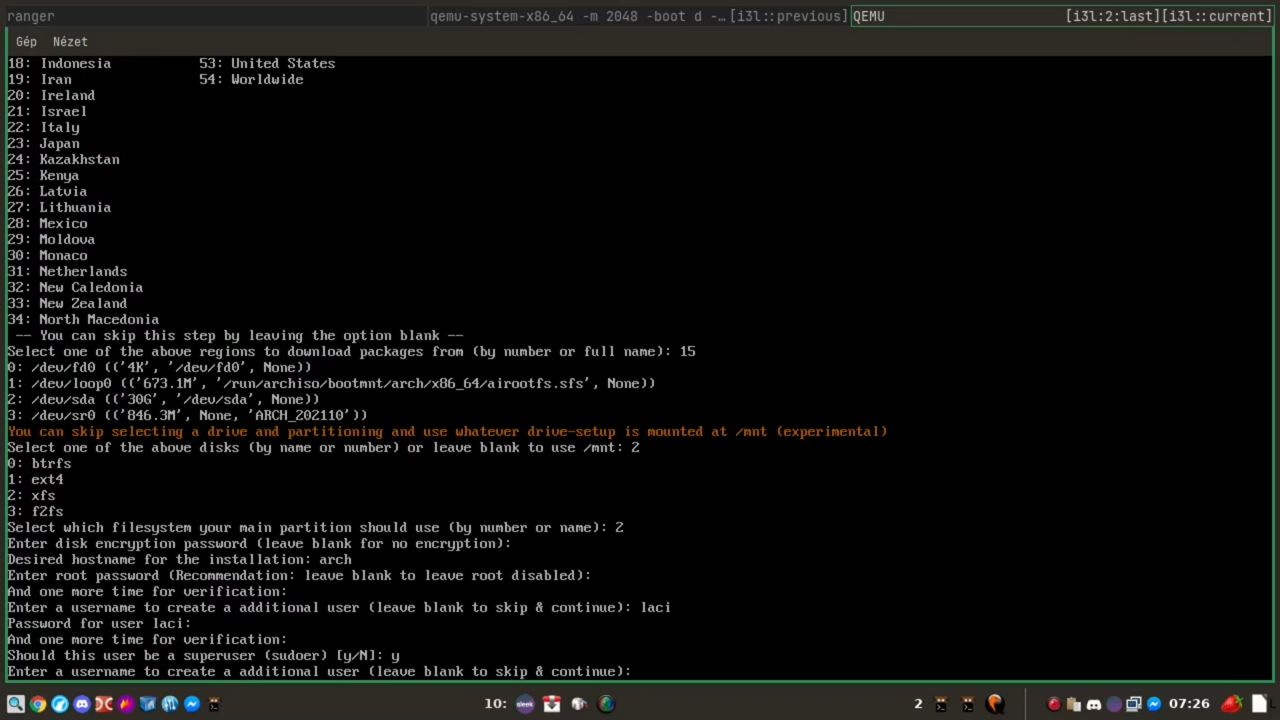 ranger
qemu-system-x86_64 -m 2048 -boot d -…[i3l::previous]
QEMU [i3l:2:last][i3l::current]
Gép Nézet
18: Indonesia 53: United States
19: Iran 54: Worldwide
20: Ireland
21: Israel
22: Italy
23: Japan
24: Kazakhstan
25: Kenya
26: Latvia
27: Lithuania
28: Mexico
29: Moldova
30: Monaco
31: Netherlands
32: New Caledonia
33: New Zealand
34: North Macedonia
-- You can skip this step by leaving the option blank --
Select one of the above regions to download packages from (by number or full name): 15
0: /dev/fd0 (('4K', '/dev/fd0', None))
1: /dev/loop0 (('673.1M', '/run/archiso/bootmnt/arch/x86_64/airootfs.sfs', None))
2: /dev/sda (('30G', '/dev/sda', None))
3: /dev/sr0 (('846.3M', None, 'ARCH_202110'))
You can skip selecting a drive and partitioning and use whatever drive-setup is mounted at /mnt (experimental)
Select one of the above disks (by name or number) or leave blank to use /mnt: 2
0: btrfs
1: ext4
2: xfs
3: f2fs
Select which filesystem your main partition should use (by number or name): 2
Enter disk encryption password (leave blank for no encryption):
Desired hostname for the installation: arch
Enter root password (Recommendation: leave blank to leave root disabled):
And one more time for verification:
Enter a username to create a additional user (leave blank to skip & continue): laci
Password for user laci:
And one more time for verification:
Should this user be a superuser (sudoer) [y/N]: y
Enter a username to create a additional user (leave blank to skip & continue):
10: sleek 2 07:26